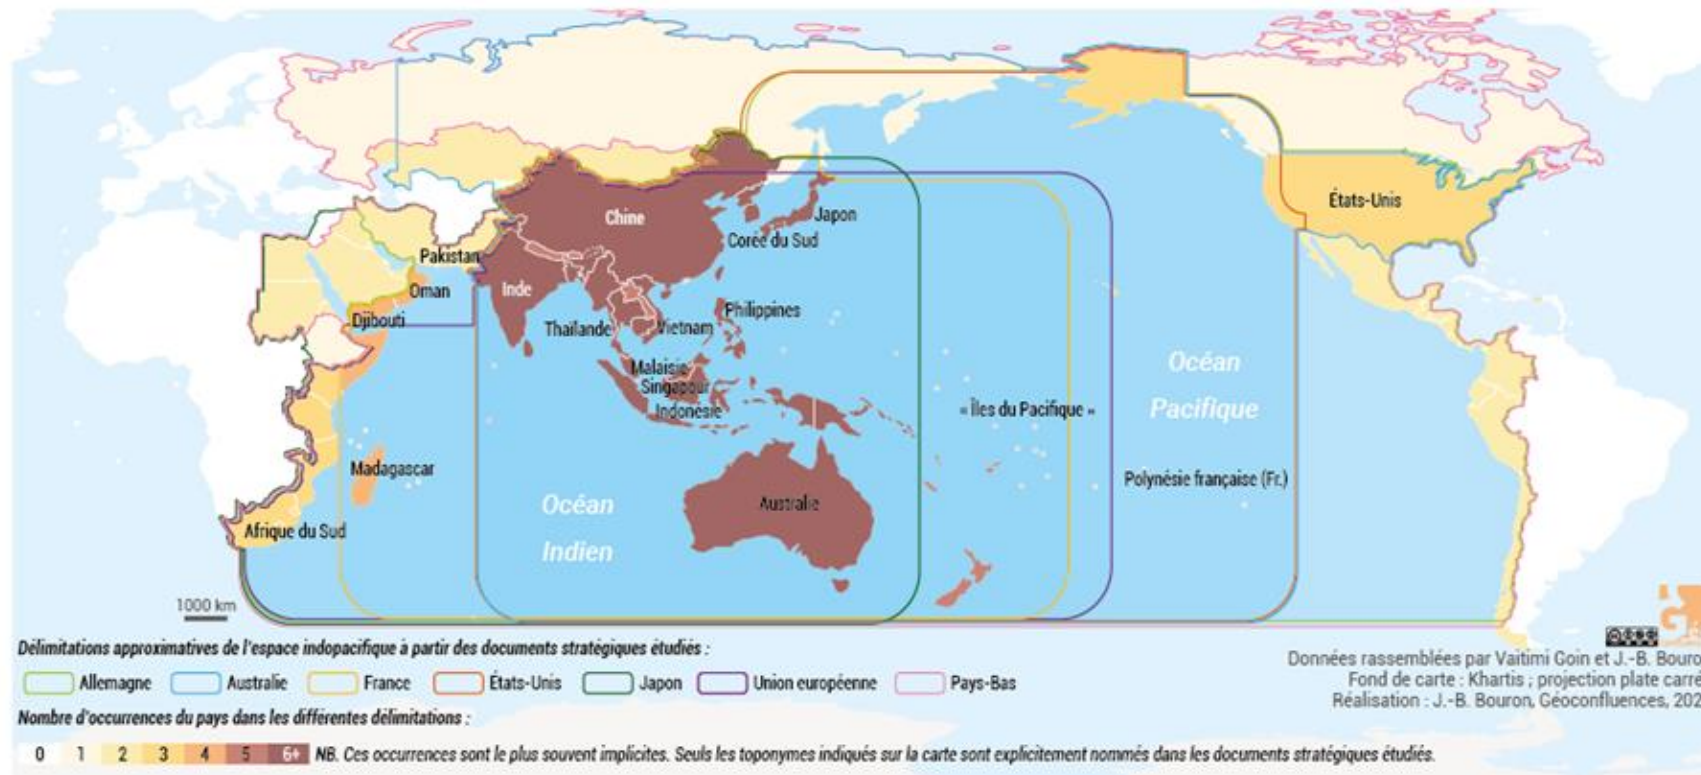 États-Unis
Chine
Japon
Corée du Sud
Pakistan
Oman
Inde
Djibouti
Thaïlande
Vietnam
Philippines
Malaisie
Singapour
Indonésie
Océan
Pacifique
« Îles du Pacifique »
Madagascar
Polynésie française (Fr.)
Océan
Indien
Australie
Afrique du Sud
1000 km
Délimitations approximatives de l'espace indopacifique à partir des documents stratégiques étudiés :
Allemagne Australie France États-Unis Japon Union européenne Pays-Bas
Données rassemblées par Vaitimi Goin et J.-B. Bouro
Fond de carte : Khartis ; projection plate carré
Réalisation : J.-B. Bouron, Géoconfluences, 202
Nombre d'occurrences du pays dans les différentes délimitations :
0 1 2 3 4 5 6+ NB. Ces occurrences sont le plus souvent implicites. Seuls les toponymes indiqués sur la carte sont explicitement nommés dans les documents stratégiques étudiés.